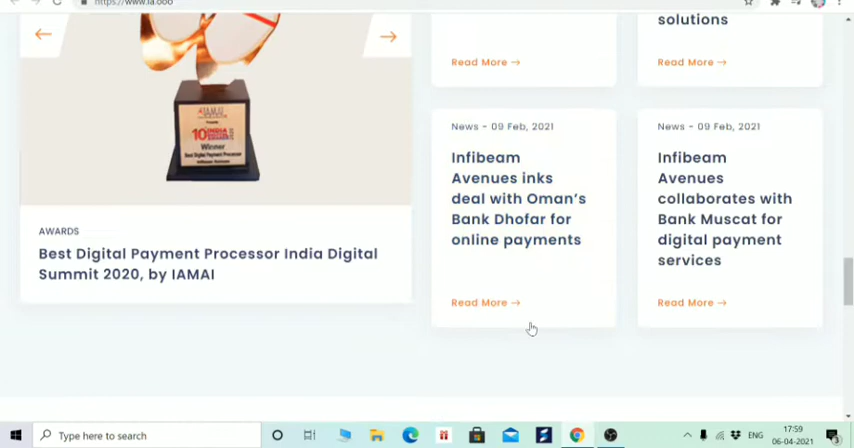 https://www.ia.ooo
solutions
Read More →
Read More →
10
INDIA
Winner
Best Digital Payment Processor
AWARDS
Best Digital Payment Processor India Digital
Summit 2020, by IAMAI
News - 09 Feb, 2021
Infibeam
Avenues inks
deal with Oman's
Bank Dhofar for
online payments
Read More →
News - 09 Feb, 2021
Infibeam
Avenues
collaborates with
Bank Muscat for
digital payment
services
Read More →
Type here to search
ENG
17:59
06-04-2021